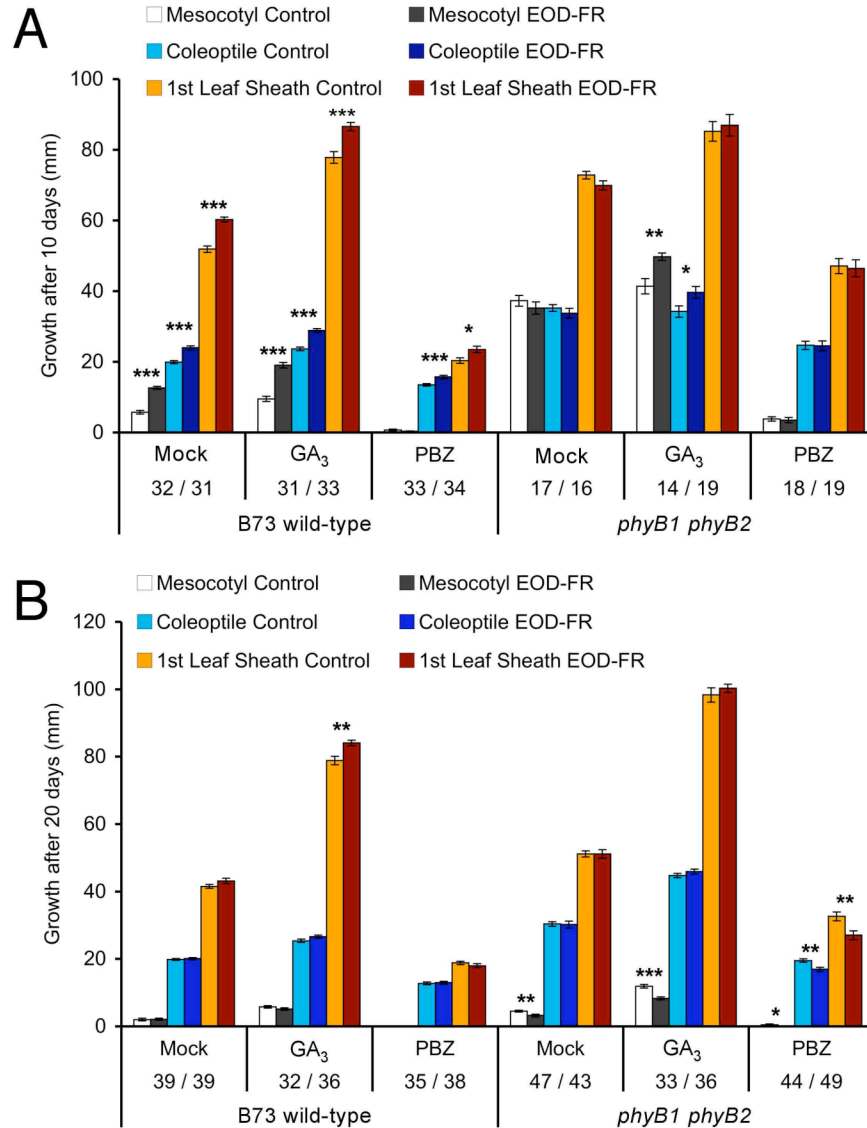 A
Mesocotyl Control
Mesocotyl EOD-FR
Coleoptile Control
Coleoptile EOD-FR
1st Leaf Sheath Control
1st Leaf Sheath EOD-FR
Growth after 10 days (mm)
100
80
60
40
20
0
*** *** *** *** *** *** *** * ** *
Mock GA₃ PBZ Mock GA₃ PBZ
32 / 31 31 / 33 33 / 34 17 / 16 14 / 19 18 / 19
B73 wild-type phyB1 phyB2
B
Mesocotyl Control
Mesocotyl EOD-FR
Coleoptile Control
Coleoptile EOD-FR
1st Leaf Sheath Control
1st Leaf Sheath EOD-FR
Growth after 20 days (mm)
120
100
80
60
40
20
0
** ** *** * ** **
Mock GA₃ PBZ Mock GA₃ PBZ
39 / 39 32 / 36 35 / 38 47 / 43 33 / 36 44 / 49
B73 wild-type phyB1 phyB2